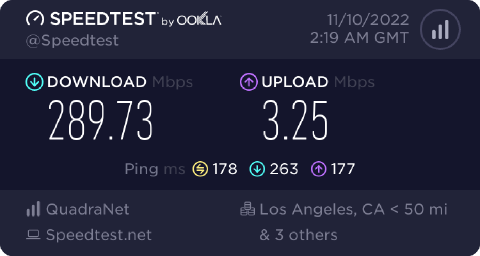 SPEEDTEST® by OOKLA
11/10/2022
@Speedtest
2:19 AM GMT
DOWNLOAD Mbps
289.73
UPLOAD Mbps
3.25
Ping ms 178 263 177
QuadraNet
Speedtest.net
Los Angeles, CA < 50 mi
& 3 others